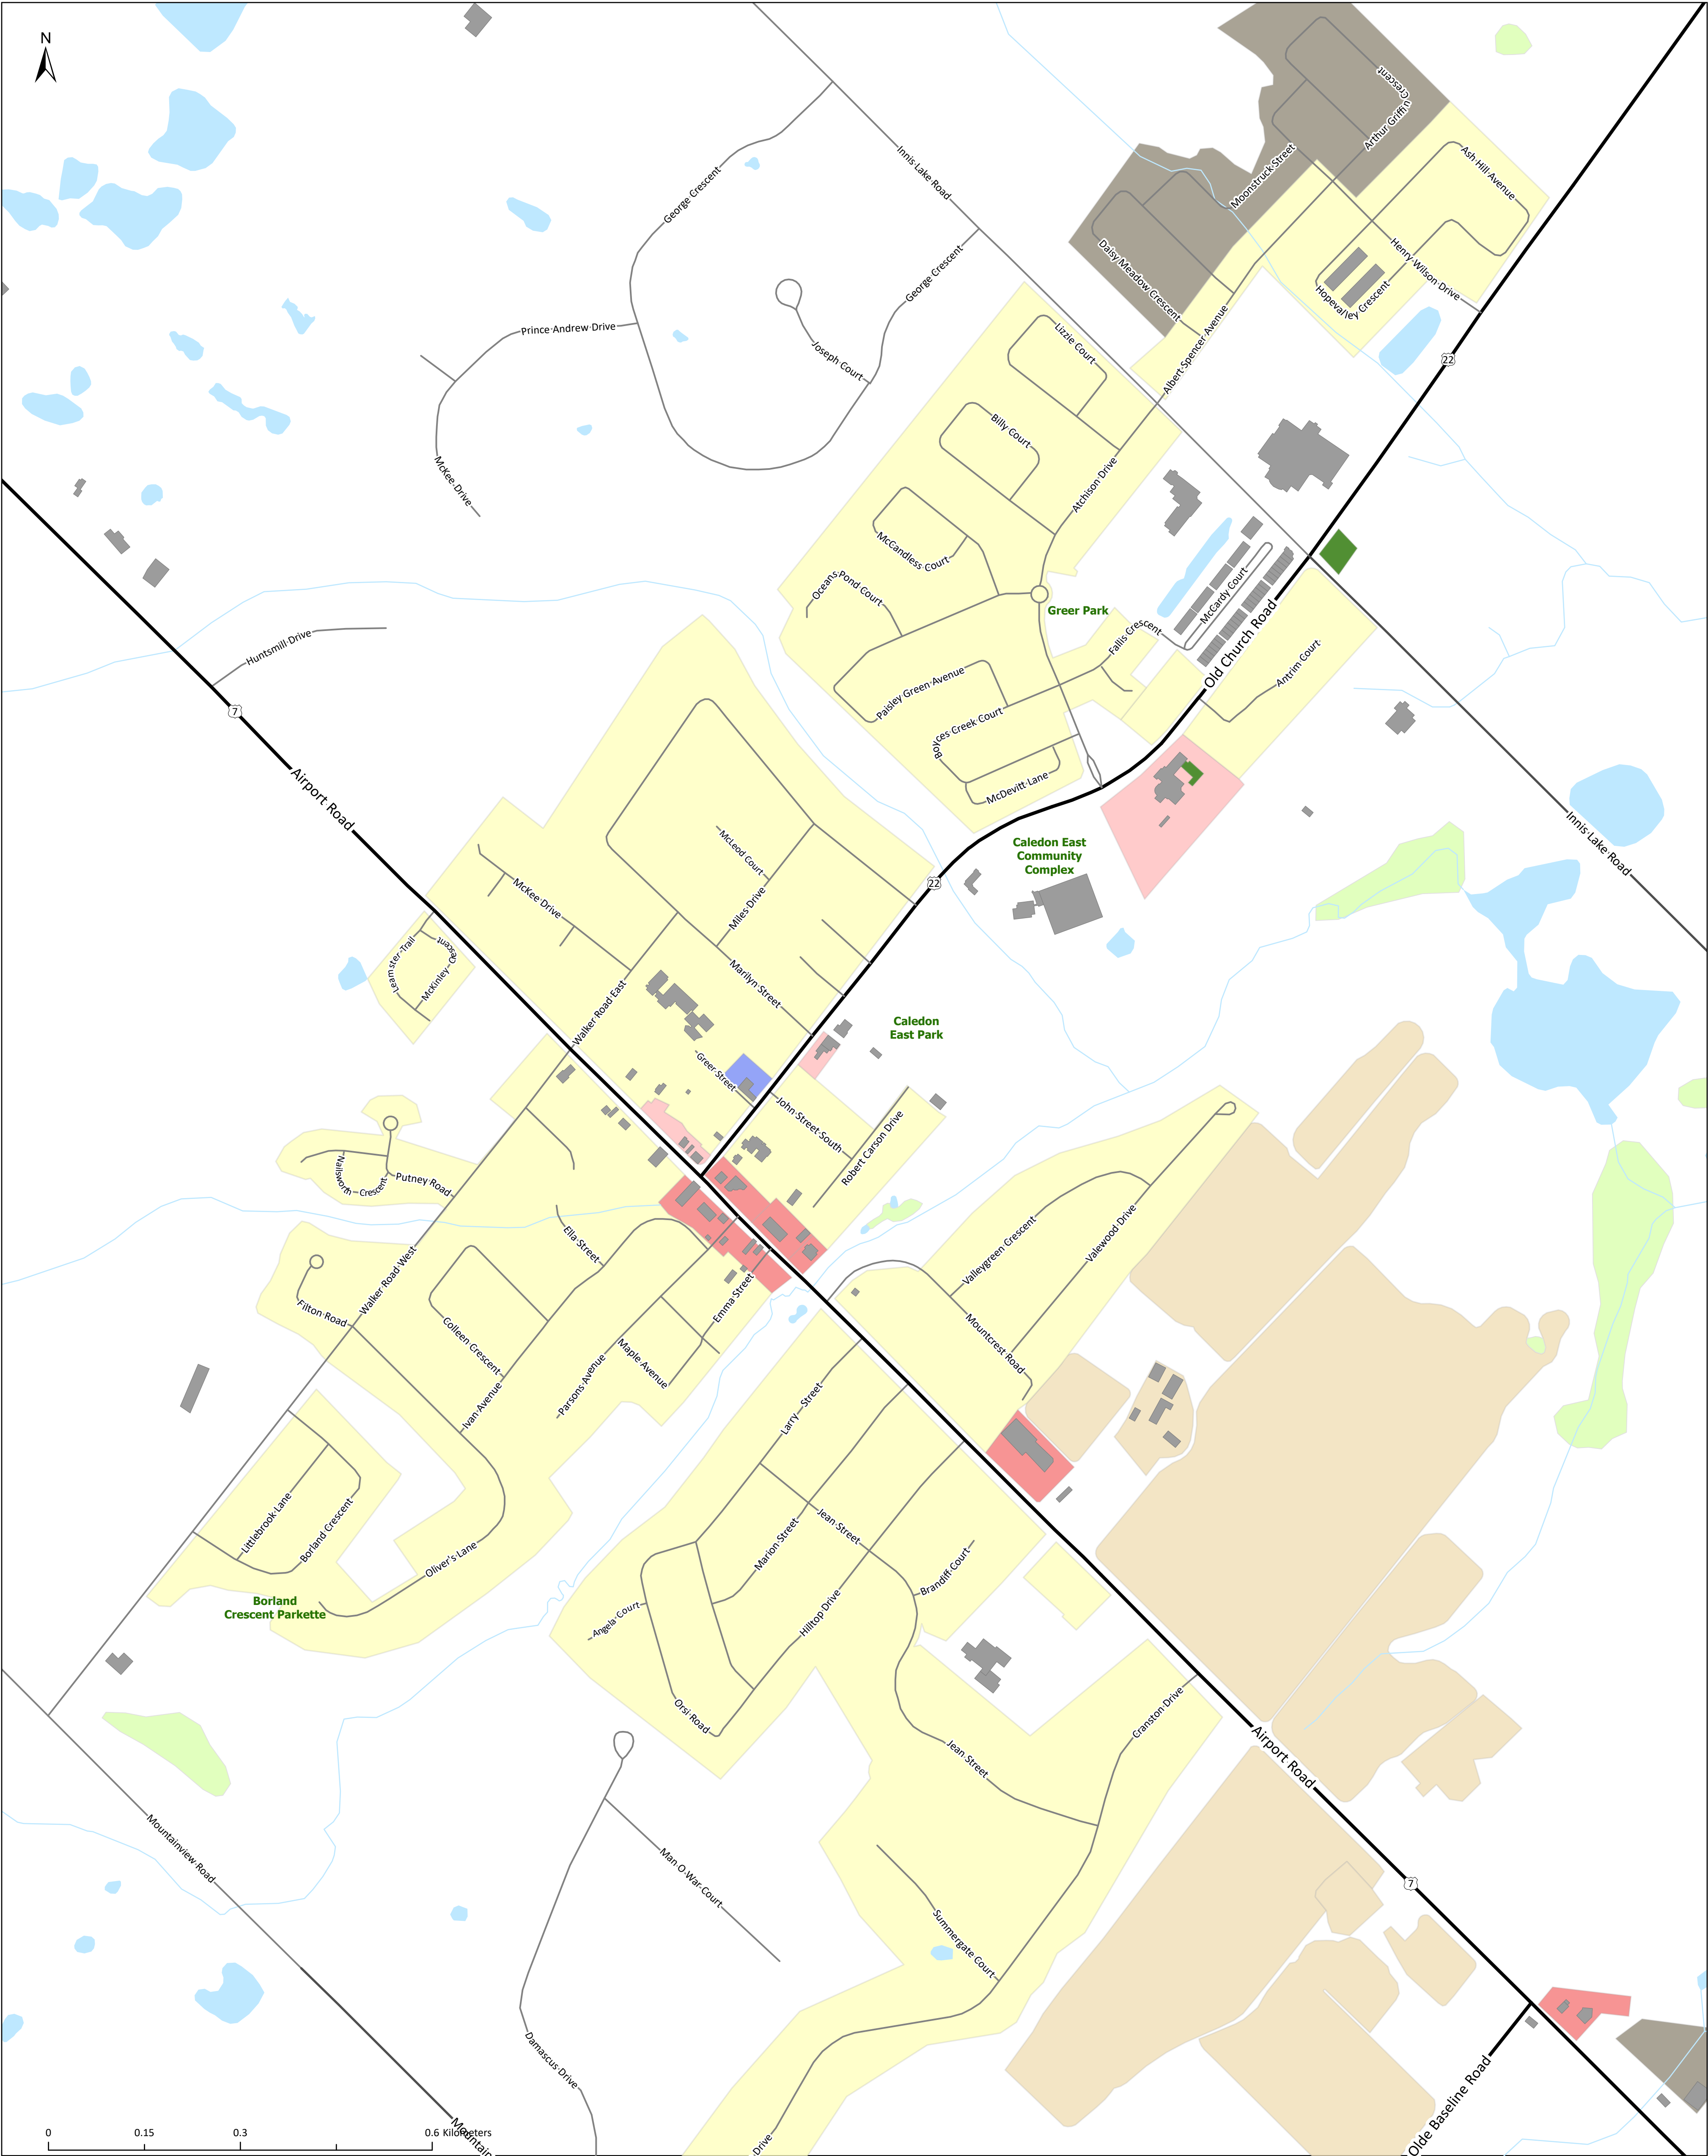 N
Innis Lake Road
Crescent
Arthur Griffin
Moonstruck Street
Ash Hill Avenue
George Crescent
George Crescent
Henry Wilson Drive
Daisy Meadow Crescent
Hopevalley Crescent
Prince Andrew Drive
Joseph Court
Lizzie Court
Albert Spencer Avenue
22
Billy Court
McKee Drive
Atchison Drive
McCandless Court
Oceans Pond Court
McCardy Court
Greer Park
Fallis Crescent
Huntsmill Drive
Old Church Road
Antrim Court
Paisley Green Avenue
7
Boyces Creek Court
Airport Road
McDevitt Lane
McLeod Court
Caledon East
Community
Complex
Innis Lake Road
22
McKee Drive
Miles Drive
Leamster Trail
McKinley Crescent
Marilyn Street
Walker Road East
Caledon
East Park
Greer Street
John Street South
Robert Carson Drive
Nailsworth Crescent
Putney Road
Ella Street
Valleygreen Crescent
Valewood Drive
Walker Road West
Filton Road
Emma Street
Colleen Crescent
Mountcrest Road
Maple Avenue
Parsons Avenue
Ivan Avenue
Larry Street
Littlebrook Lane
Borland Crescent
Jean Street
Marion Street
Oliver's Lane
Brandiff Court
Borland
Crescent Parkette
Angela Court
Hilltop Drive
Orsi Road
Cranston Drive
Jean Street
Airport Road
Mountainview Road
Man O War Court
7
Summergate Court
Damascus Drive
Olde Baseline Road
0
0.15
0.3
0.6 Kilometers
Mountain
Drive